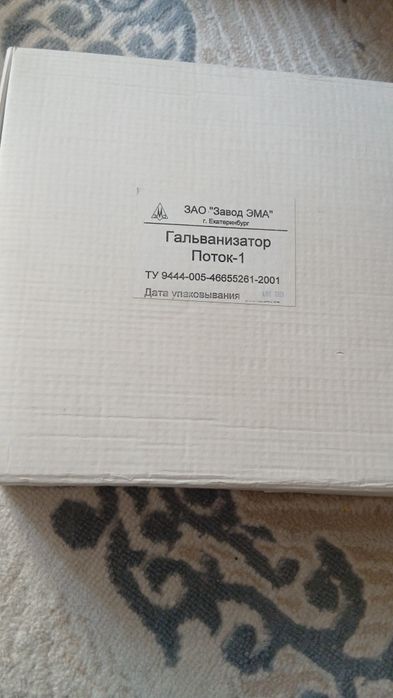 ЗАО "Завод ЭМА"
г. Екатеринбург
Гальванизатор
Поток-1
ТУ 9444-005-46655261-2001
Дата упаковывания